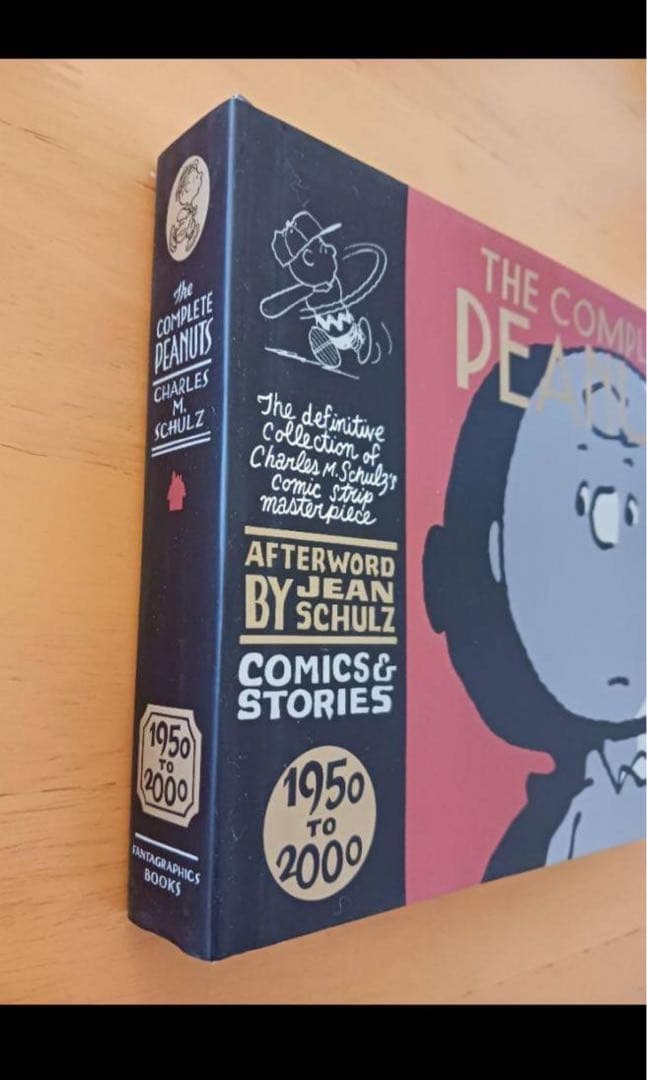 The
COMPLETE
PEANUTS
CHARLES
M.
SCHULZ
1950
TO
2000
FANTAGRAPHICS
BOOKS
The definitive
collection of
Charles M. Schulz's
comic strip
masterpiece
AFTERWORD
BY JEAN
SCHULZ
COMICS &
STORIES
1950
TO
2000
THE COMPL
PEANU